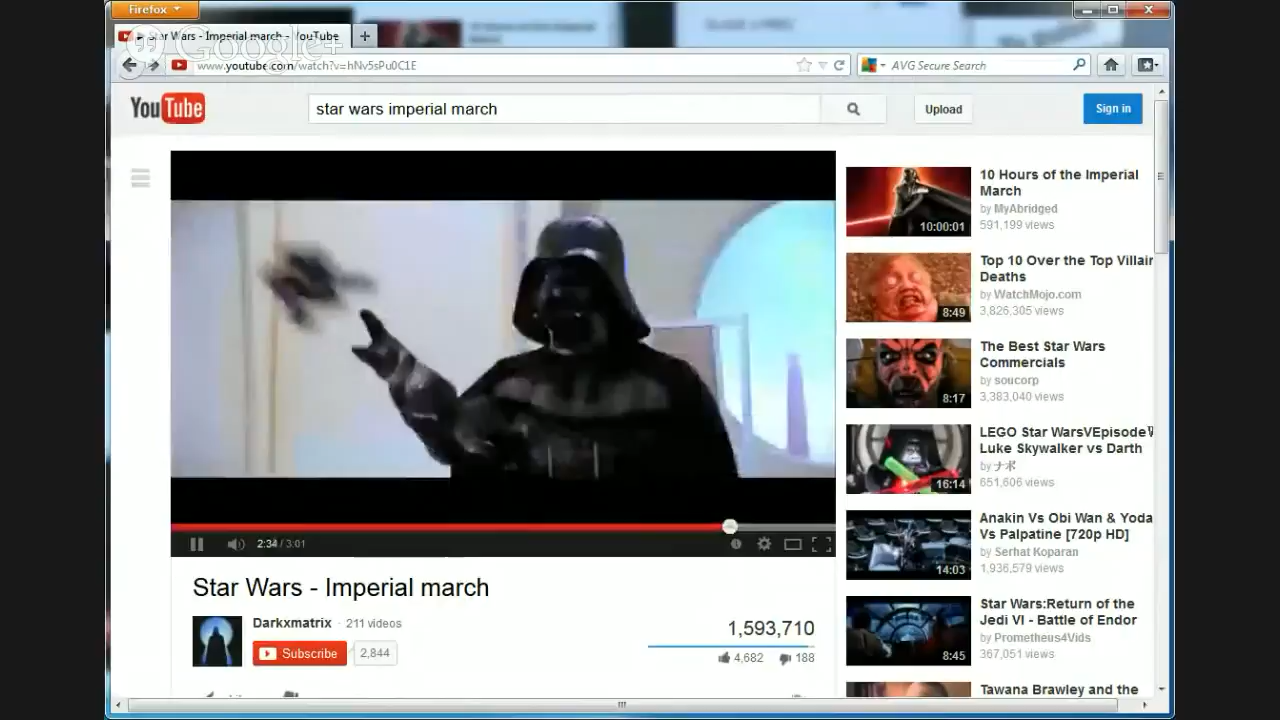 Firefox
Star Wars - Imperial march - YouTube
Google+
www.youtube.com/watch?v=hNv5sPu0C1E
AVG Secure Search
YouTube
star wars imperial march
Upload
Sign in
10 Hours of the Imperial
March
by MyAbridged
591,199 views
10:00:01
Top 10 Over the Top Villain
Deaths
by WatchMojo.com
3,826,305 views
8:49
The Best Star Wars
Commercials
by soucorp
3,383,040 views
8:17
LEGO Star WarsⅤEpisodeⅤ
Luke Skywalker vs Darth
by ナポ
651,606 views
16:14
Anakin Vs Obi Wan & Yoda
Vs Palpatine [720p HD]
by Serhat Koparan
1,936,579 views
14:03
Star Wars:Return of the
Jedi VI - Battle of Endor
by Prometheus4Vids
367,051 views
8:45
Tawana Brawley and the
2:34 / 3:01
Star Wars - Imperial march
Darkxmatrix · 211 videos
Subscribe 2,844
1,593,710
4,682 188